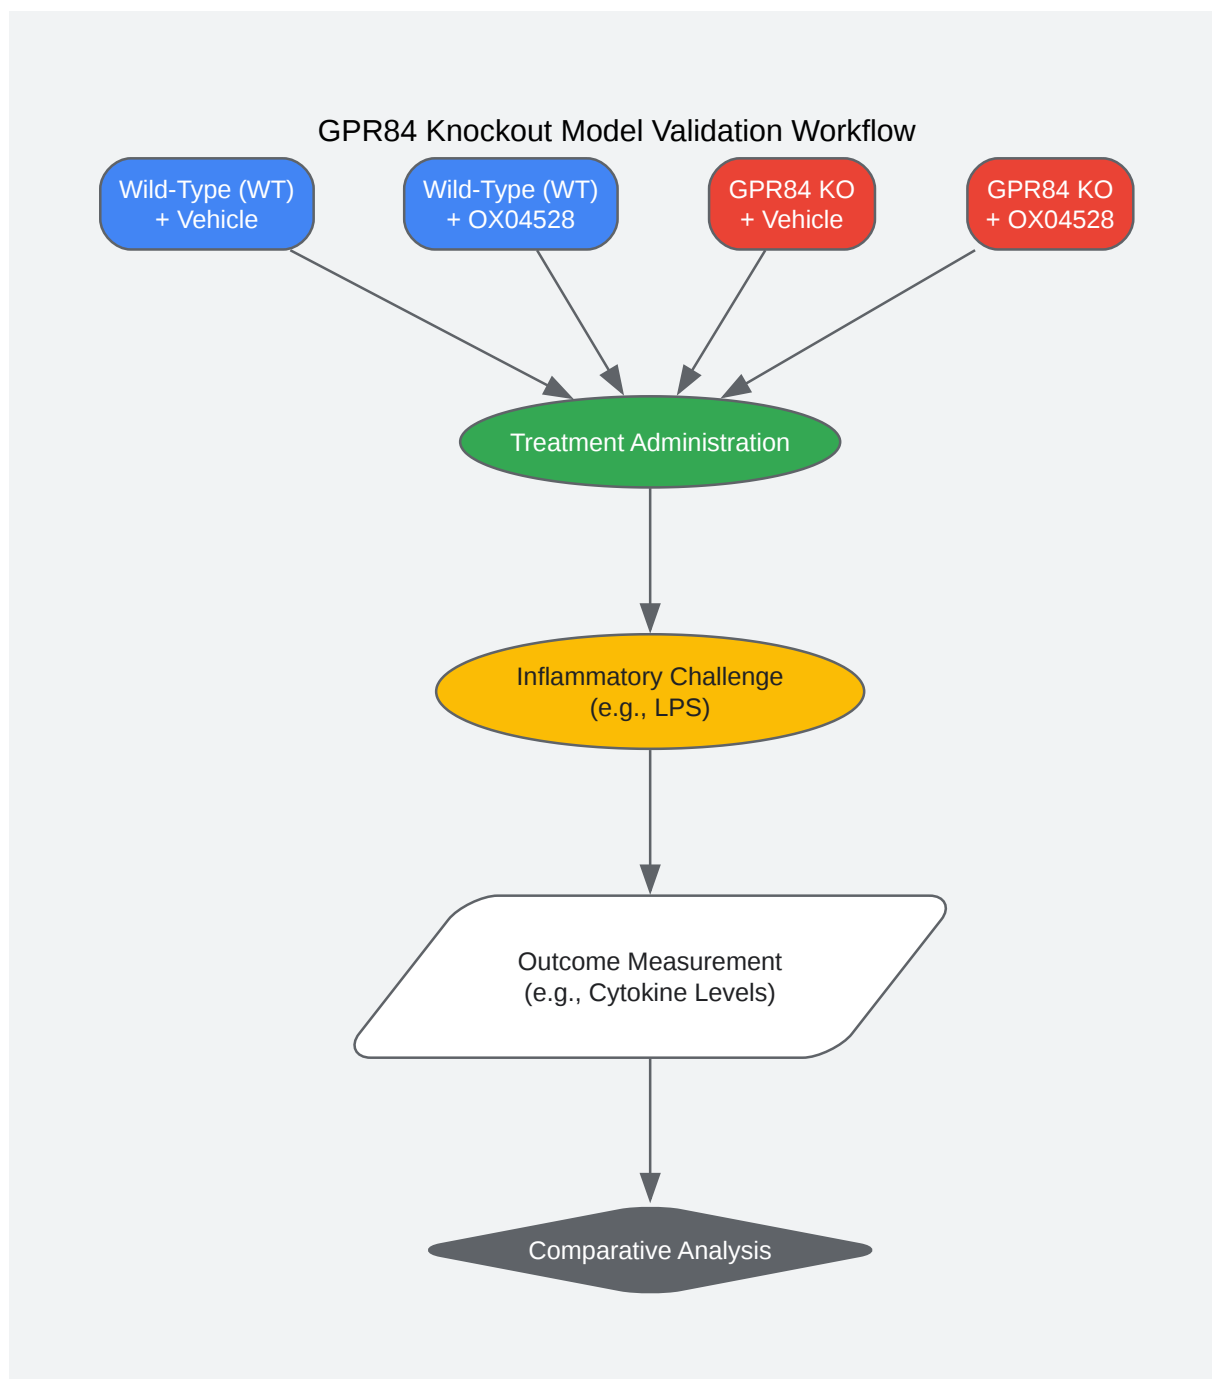 GPR84 Knockout Model Validation Workflow
Wild-Type (WT)
+ Vehicle
Wild-Type (WT)
+ OX04528
GPR84 KO
+ Vehicle
GPR84 KO
+ OX04528
Treatment Administration
Inflammatory Challenge
(e.g., LPS)
Outcome Measurement
(e.g., Cytokine Levels)
Comparative Analysis